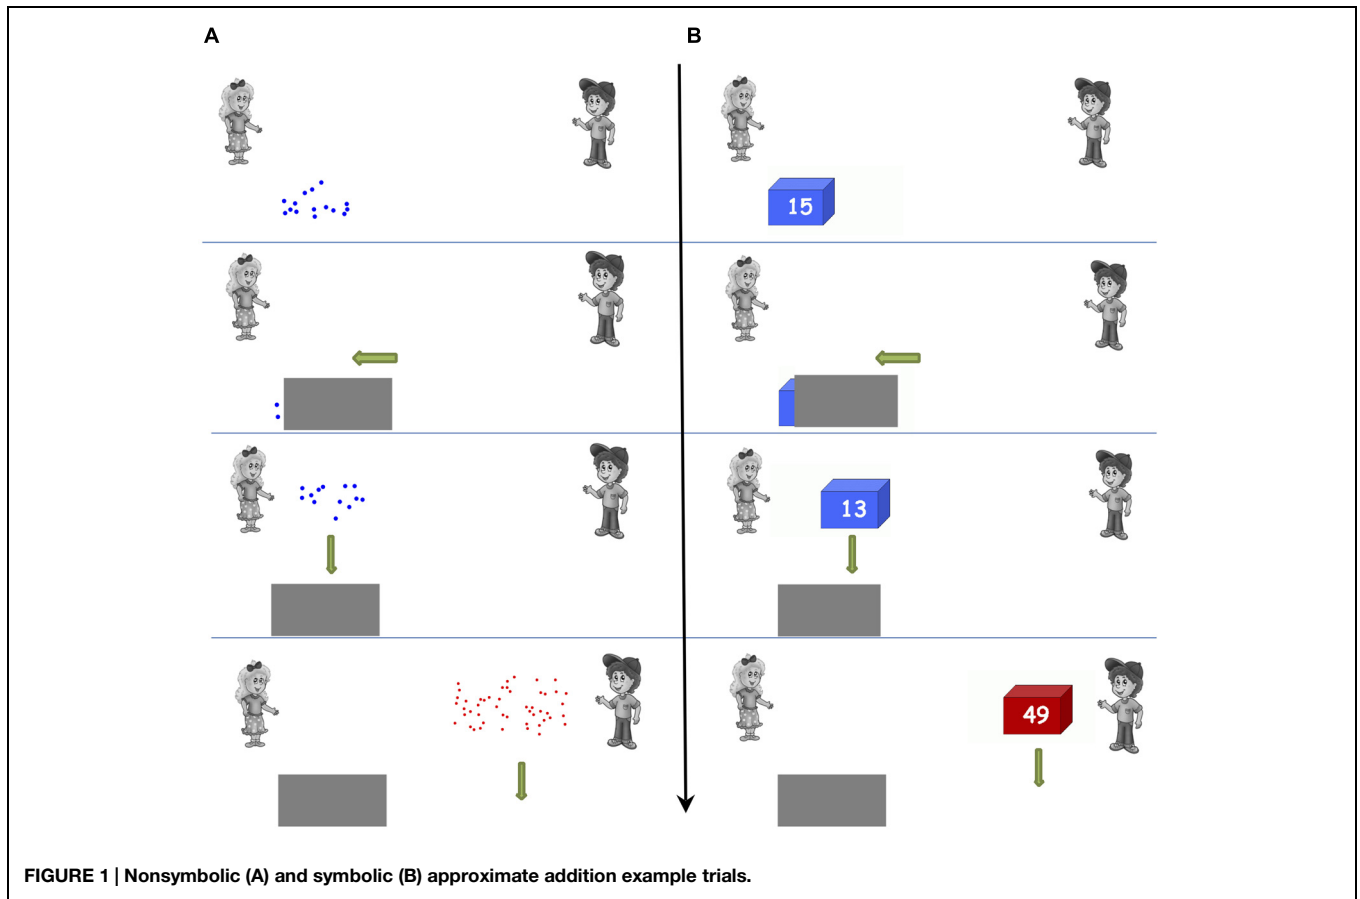 A
B
15
13
49
FIGURE 1 | Nonsymbolic (A) and symbolic (B) approximate addition example trials.